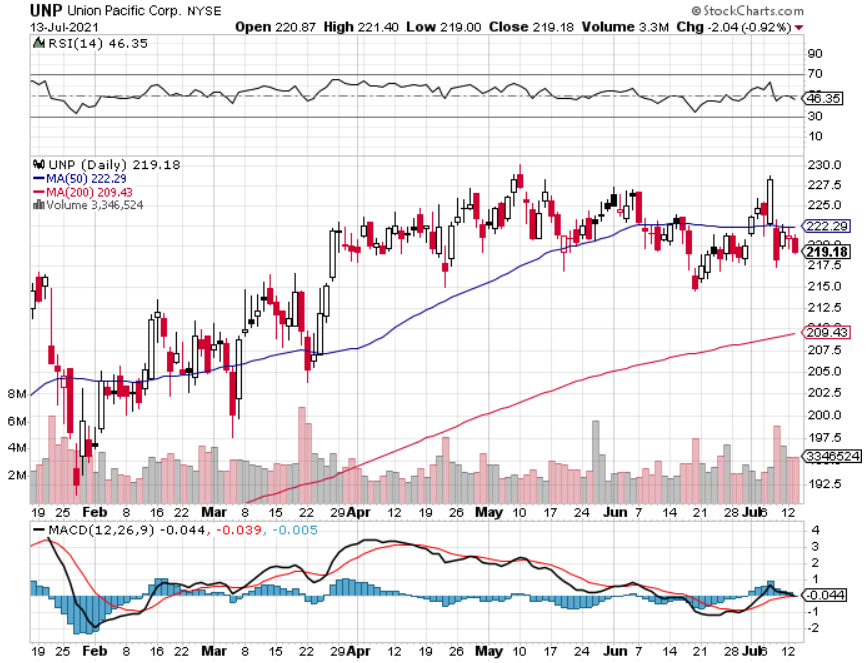 UNP Union Pacific Corp. NYSE
© StockCharts.com
13-Jul-2021
Open 220.87 High 221.40 Low 219.00 Close 219.18 Volume 3.3M Chg -2.04 (-0.92%)
RSI(14) 46.35
90
70
46.35
30
10
UNP (Daily) 219.18
MA(50) 222.29
MA(200) 209.43
Volume 3,346,524
230.0
227.5
225.0
222.29
219.18
217.5
215.0
212.5
209.43
207.5
205.0
202.5
200.0
197.5
3346524
192.5
8M
6M
4M
2M
19 25 Feb 8 16 22 Mar 8 15 22 29 Apr 12 19 26 May 10 17 24 Jun 7 14 21 28 Jul 12
MACD(12,26,9) -0.044, -0.039, -0.005
4
3
2
1
-0.044
-1
-2
19 25 Feb 8 16 22 Mar 8 15 22 29 Apr 12 19 26 May 10 17 24 Jun 7 14 21 28 Jul 12